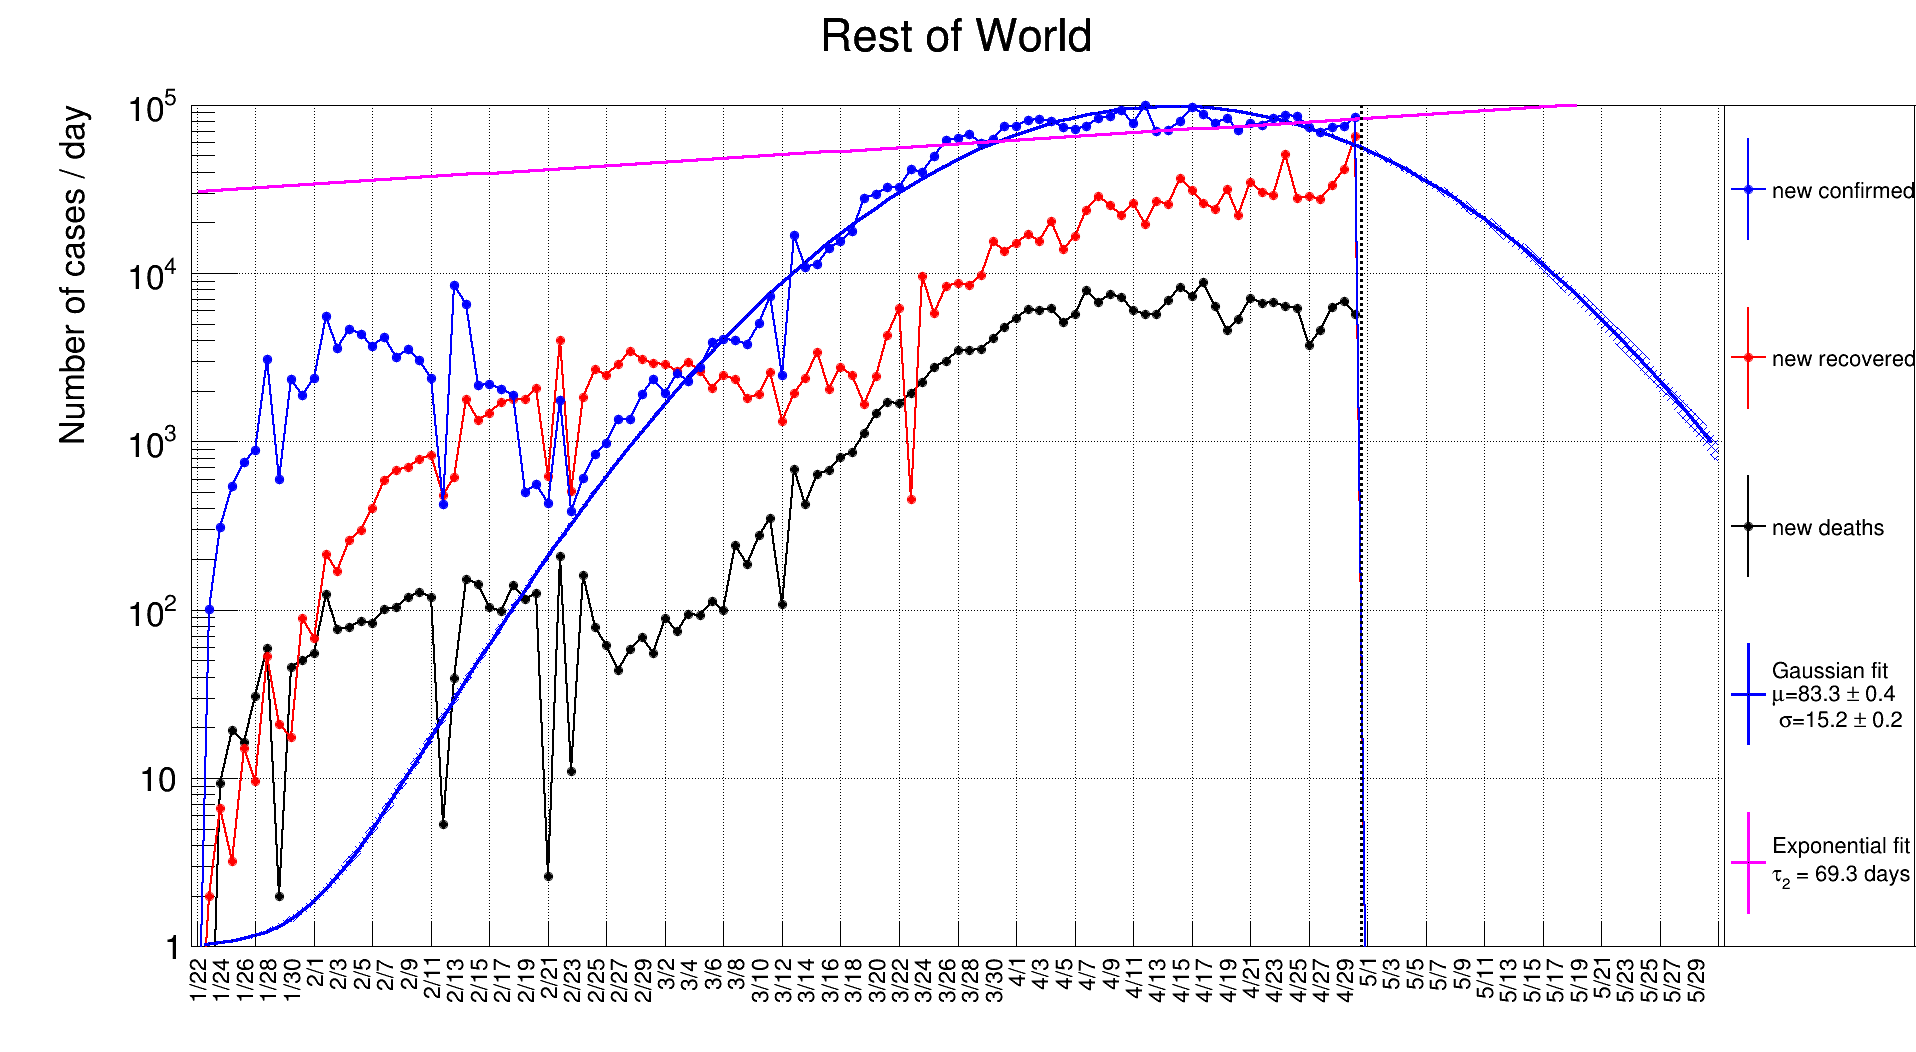 Rest of World
Number of cases / day
10⁵
10⁴
10³
10²
10
1
1/22 1/24 1/26 1/28 1/30 2/1 2/3 2/5 2/7 2/9 2/11 2/13 2/15 2/17 2/19 2/21 2/23 2/25 2/27 2/29 3/2 3/4 3/6 3/8 3/10 3/12 3/14 3/16 3/18 3/20 3/22 3/24 3/26 3/28 3/30 4/1 4/3 4/5 4/7 4/9 4/11 4/13 4/15 4/17 4/19 4/21 4/23 4/25 4/27 4/29 5/1 5/3 5/5 5/7 5/9 5/11 5/13 5/15 5/17 5/19 5/21 5/23 5/25 5/27 5/29
new confirmed
new recovered
new deaths
Gaussian fit
μ=83.3 ± 0.4
σ=15.2 ± 0.2
Exponential fit
τ₂ = 69.3 days